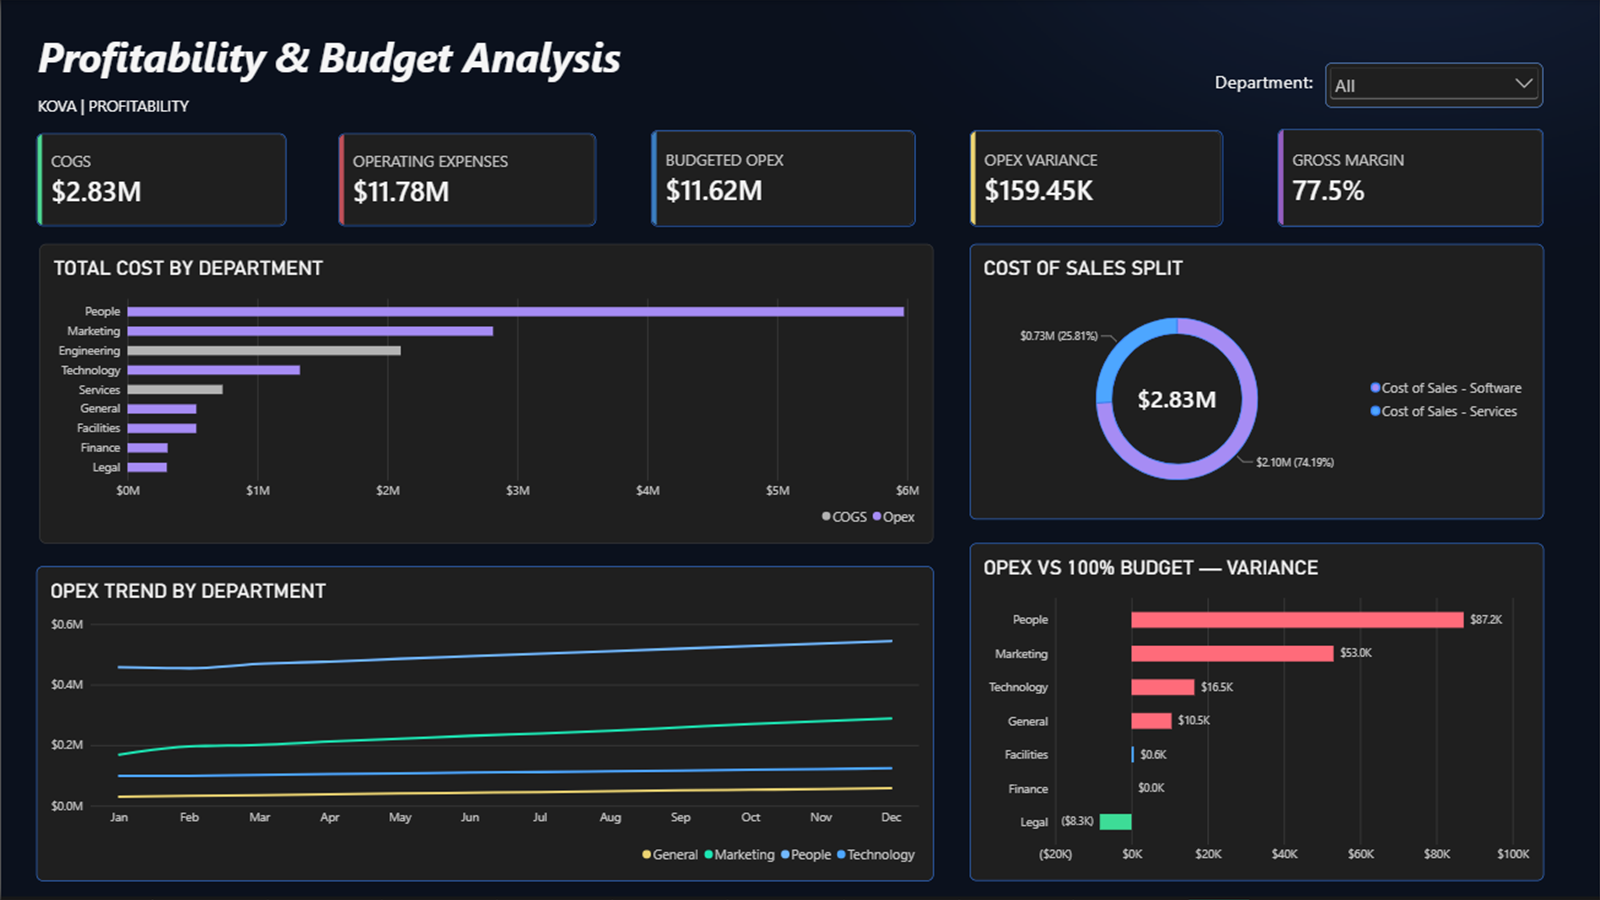 Profitability & Budget Analysis
KOVA | PROFITABILITY
Department:
All
COGS
$2.83M
OPERATING EXPENSES
$11.78M
BUDGETED OPEX
$11.62M
OPEX VARIANCE
$159.45K
GROSS MARGIN
77.5%
TOTAL COST BY DEPARTMENT
People
Marketing
Engineering
Technology
Services
General
Facilities
Finance
Legal
$0M $1M $2M $3M $4M $5M $6M
COGS Opex
COST OF SALES SPLIT
$0.73M (25.81%)
$2.83M
$2.10M (74.19%)
Cost of Sales - Software
Cost of Sales - Services
OPEX TREND BY DEPARTMENT
$0.6M
$0.4M
$0.2M
$0.0M
Jan Feb Mar Apr May Jun Jul Aug Sep Oct Nov Dec
General Marketing People Technology
OPEX VS 100% BUDGET — VARIANCE
People $87.2K
Marketing $53.0K
Technology $16.5K
General $10.5K
Facilities $0.6K
Finance $0.0K
Legal ($8.3K)
($20K) $0K $20K $40K $60K $80K $100K